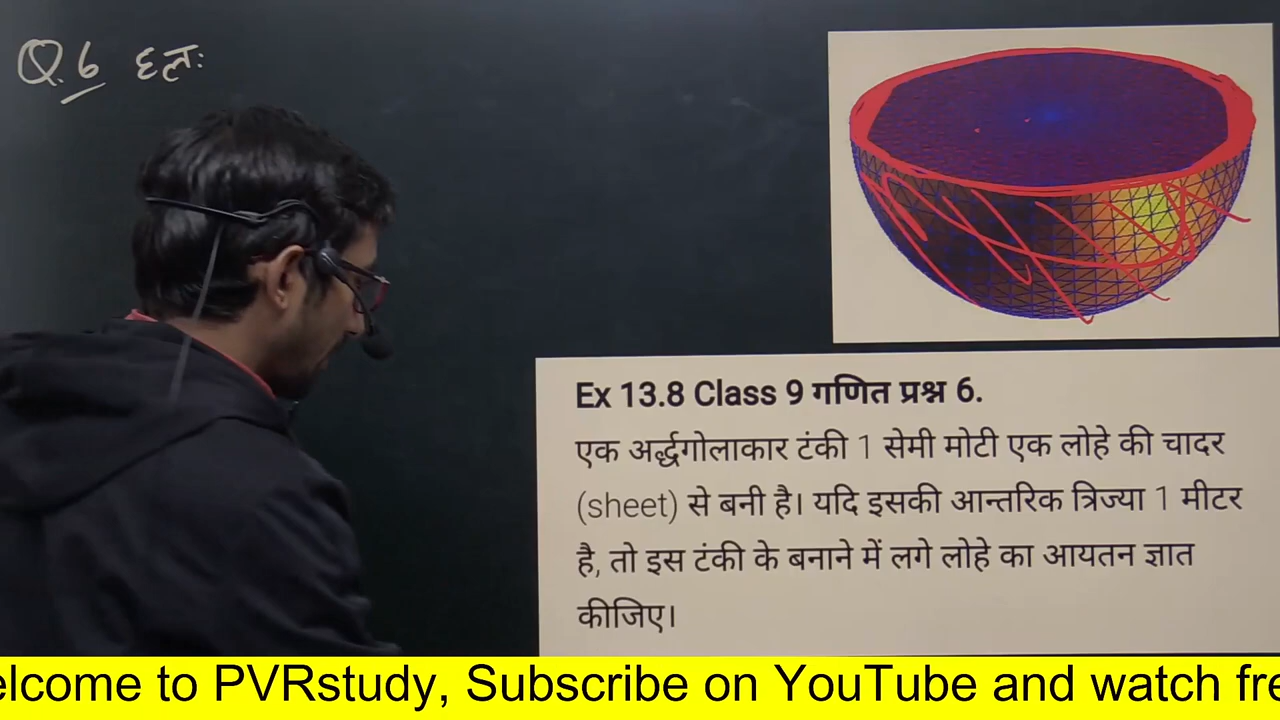 Q.6 हलः
Ex 13.8 Class 9 गणित प्रश्न 6.
एक अर्द्धगोलाकार टंकी 1 सेमी मोटी एक लोहे की चादर
(sheet) से बनी है। यदि इसकी आन्तरिक त्रिज्या 1 मीटर
है, तो इस टंकी के बनाने में लगे लोहे का आयतन ज्ञात
कीजिए।
elcome to PVRstudy, Subscribe on YouTube and watch fre